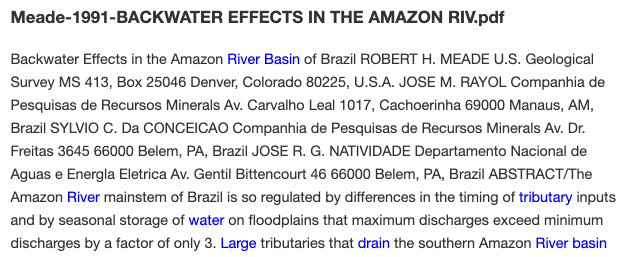 Meade-1991-BACKWATER EFFECTS IN THE AMAZON RIV.pdf
Backwater Effects in the Amazon River Basin of Brazil ROBERT H. MEADE U.S. Geological
Survey MS 413, Box 25046 Denver, Colorado 80225, U.S.A. JOSE M. RAYOL Companhia de
Pesquisas de Recursos Minerals Av. Carvalho Leal 1017, Cachoerinha 69000 Manaus, AM,
Brazil SYLVIO C. Da CONCEICAO Companhia de Pesquisas de Recursos Minerals Av. Dr.
Freitas 3645 66000 Belem, PA, Brazil JOSE R. G. NATIVIDADE Departamento Nacional de
Aguas e Energla Eletrica Av. Gentil Bittencourt 46 66000 Belem, PA, Brazil ABSTRACT/The
Amazon River mainstem of Brazil is so regulated by differences in the timing of tributary inputs
and by seasonal storage of water on floodplains that maximum discharges exceed minimum
discharges by a factor of only 3. Large tributaries that drain the southern Amazon River basin